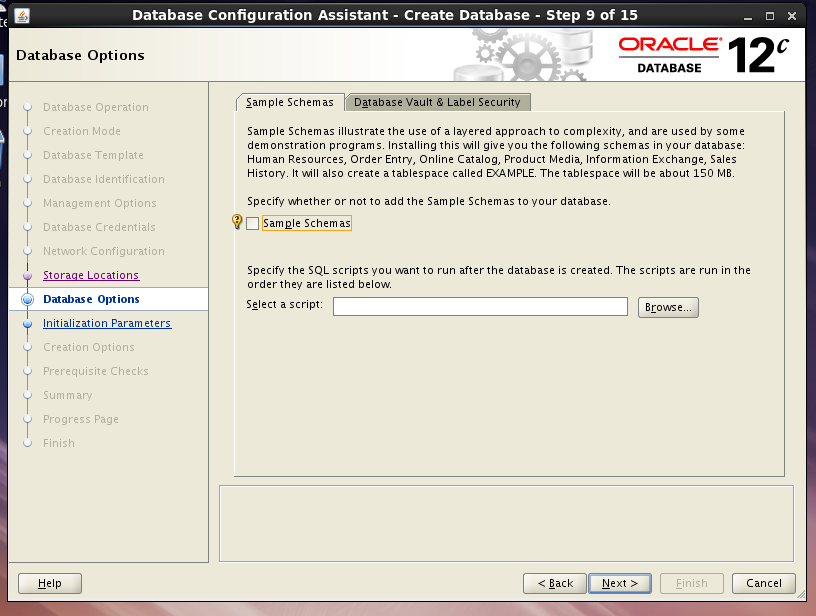 Database Configuration Assistant - Create Database - Step 9 of 15
Database Options
ORACLE®
DATABASE
12c
Database Operation
Creation Mode
Database Template
Database Identification
Management Options
Database Credentials
Network Configuration
Storage Locations
Database Options
Initialization Parameters
Creation Options
Prerequisite Checks
Summary
Progress Page
Finish
Sample Schemas
Database Vault & Label Security
Sample Schemas illustrate the use of a layered approach to complexity, and are used by some
demonstration programs. Installing this will give you the following schemas in your database:
Human Resources, Order Entry, Online Catalog, Product Media, Information Exchange, Sales
History. It will also create a tablespace called EXAMPLE. The tablespace will be about 150 MB.
Specify whether or not to add the Sample Schemas to your database.
Sample Schemas
Specify the SQL scripts you want to run after the database is created. The scripts are run in the
order they are listed below.
Select a script:
Browse...
Help
< Back
Next >
Finish
Cancel